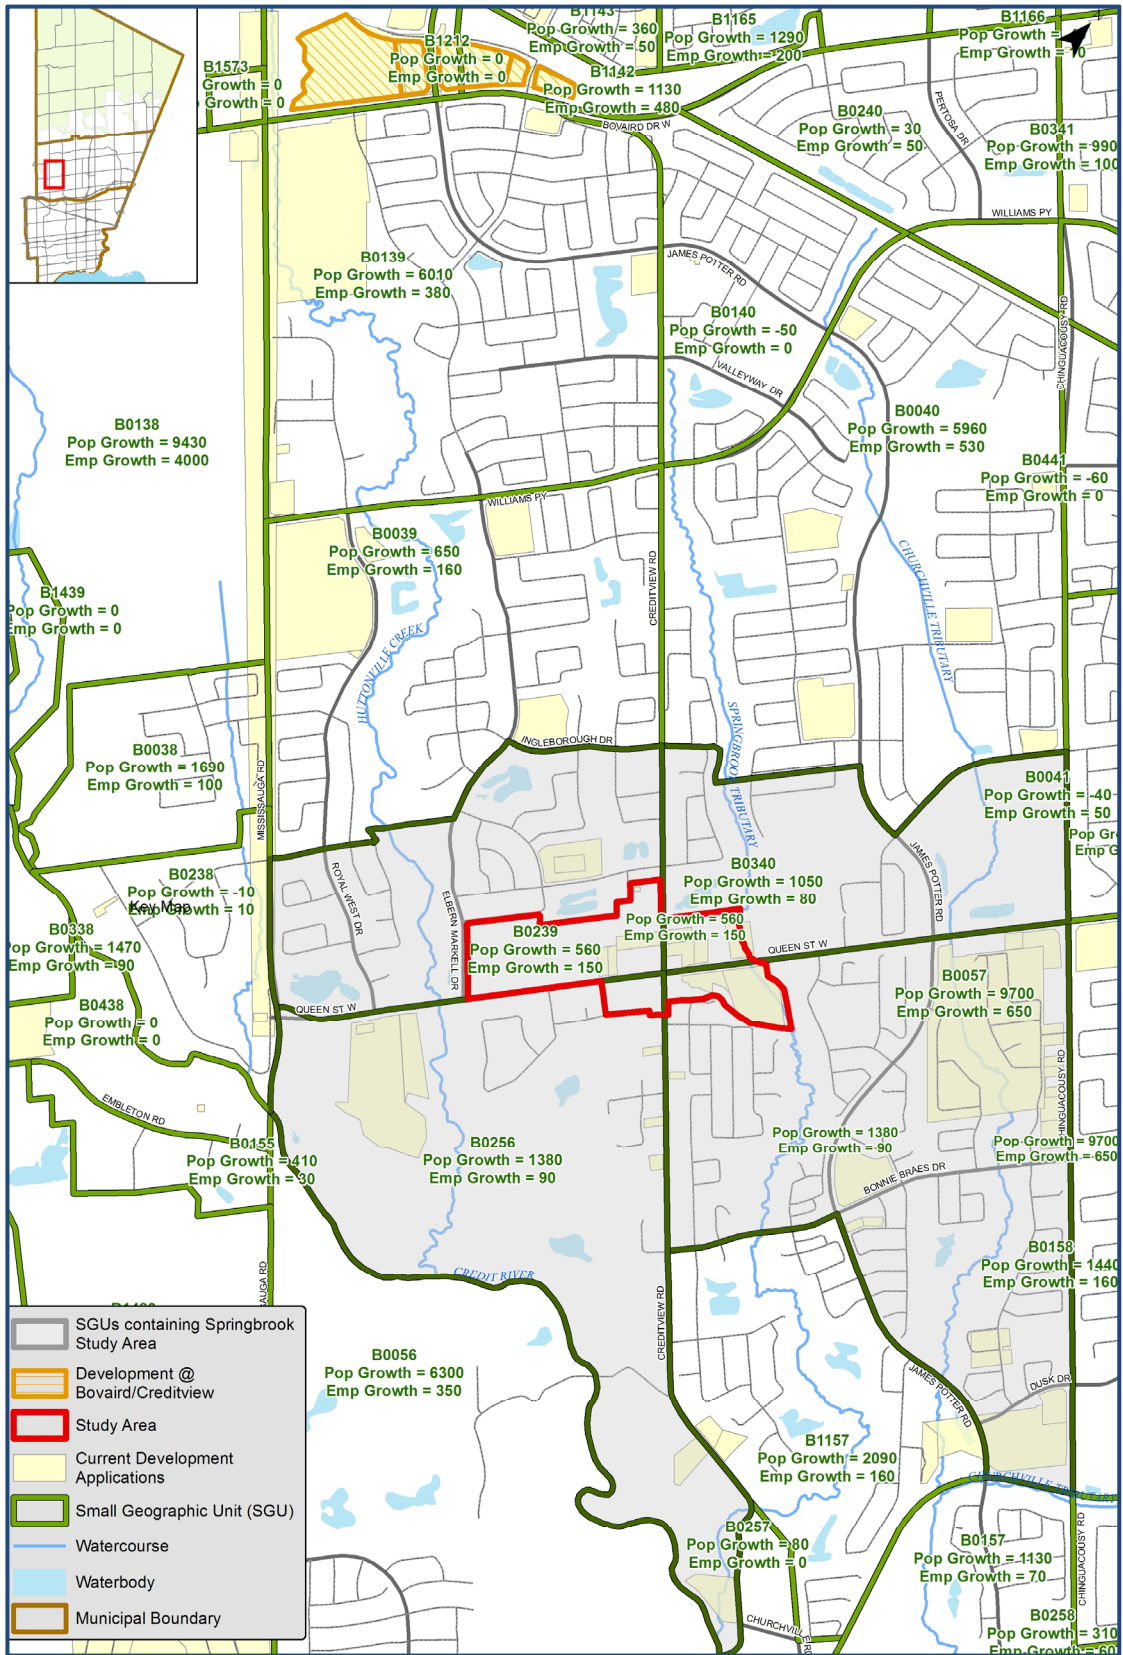 B1143
Pop Growth = 360
Emp Growth = 50
B1165
Pop Growth = 1290
Emp Growth = 200
B1166
Pop Growth =
Emp Growth =
B1212
Pop Growth = 0
Emp Growth = 0
B1573
Growth = 0
Growth = 0
B1142
Pop Growth = 1130
Emp Growth = 480
BOVAIRD DR W
B0240
Pop Growth = 30
Emp Growth = 50
PERTOSA DR
B0341
Pop Growth = 990
Emp Growth = 100
WILLIAMS PY
B0139
Pop Growth = 6010
Emp Growth = 380
JAMES POTTER RD
B0140
Pop Growth = -50
Emp Growth = 0
CHINGUACOUSY RD
VALLEYWAY DR
B0138
Pop Growth = 9430
Emp Growth = 4000
B0040
Pop Growth = 5960
Emp Growth = 530
B0441
Pop Growth = -60
Emp Growth = 0
WILLIAMS PY
B0039
Pop Growth = 650
Emp Growth = 160
CREDITVIEW RD
CHURCHVILLE TRIBUTARY
B1439
Pop Growth = 0
Emp Growth = 0
HUTTONVILLE CREEK
SPRINGBROOK TRIBUTARY
INGLEBOROUGH DR
B0038
Pop Growth = 1690
Emp Growth = 100
MISSISSAUGA RD
B0041
Pop Growth = -40
Emp Growth = 50
Pop Gr
Emp G
JAMES POTTER RD
B0238
Pop Growth = -10
Emp Growth = 10
Key Map
ROYAL WEST DR
ELBERN MARKELL DR
B0340
Pop Growth = 1050
Emp Growth = 80
Pop Growth = 560
Emp Growth = 150
B0239
Pop Growth = 560
Emp Growth = 150
QUEEN ST W
B0338
Pop Growth = 1470
Emp Growth = 90
B0057
Pop Growth = 9700
Emp Growth = 650
B0438
Pop Growth = 0
Emp Growth = 0
QUEEN ST W
CHINGUACOUSY RD
EMBLETON RD
B0155
Pop Growth = 410
Emp Growth = 30
B0256
Pop Growth = 1380
Emp Growth = 90
Pop Growth = 1380
Emp Growth = 90
Pop Growth = 9700
Emp Growth = 650
BONNIE BRAES DR
B0158
Pop Growth = 1440
Emp Growth = 160
CREDIT RIVER
CREDITVIEW RD
B0056
Pop Growth = 6300
Emp Growth = 350
JAMES POTTER RD
DUSK DR
B1157
Pop Growth = 2090
Emp Growth = 160
CHURCHVILLE TRIBUTARY
B0257
Pop Growth = 80
Emp Growth = 0
B0157
Pop Growth = 1130
Emp Growth = 70
CHINGUACOUSY RD
CHURCHVILLE RD
B0258
Pop Growth = 310
Emp Growth = 60
SGUs containing Springbrook
Study Area
Development @
Bovaird/Creditview
Study Area
Current Development
Applications
Small Geographic Unit (SGU)
Watercourse
Waterbody
Municipal Boundary